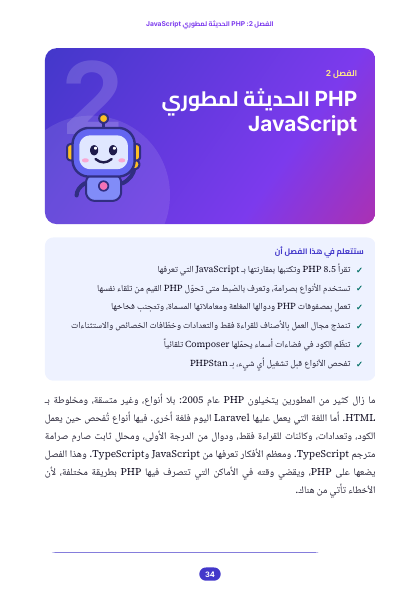 الفصل 2: PHP الحديثة لمطوري JavaScript
2
الفصل 2
PHP الحديثة لمطوري
JavaScript
ستتعلم في هذا الفصل أن
✓ تقرأ PHP 8.5 وتكتبها بمقارنتها بـ JavaScript التي تعرفها
✓ تستخدم الأنواع بصرامة، وتعرف بالضبط متى تحوّل PHP القيم من تلقاء نفسها
✓ تعمل بمصفوفات PHP ودوالها المغلقة ومعاملاتها المسماة، وتتجنب فخاخها
✓ تنمذج مجال العمل بالأصناف للقراءة فقط والتعدادات وخطّافات الخصائص والاستثناءات
✓ تنظّم الكود في فضاءات أسماء يحمّلها Composer تلقائياً
✓ تفحص الأنواع قبل تشغيل أي شيء، بـ PHPStan
ما زال كثير من المطورين يتخيلون PHP عام 2005: بلا أنواع، وغير متسقة، ومخلوطة بـ
HTML. أما اللغة التي يعمل عليها Laravel اليوم فلغة أخرى. فيها أنواع تُفحص حين يعمل
الكود، وتعدادات، وكائنات للقراءة فقط، ودوال من الدرجة الأولى، ومحلل ثابت صارم صرامة
مترجم TypeScript. ومعظم الأفكار تعرفها من JavaScript وTypeScript. وهذا الفصل
يضعها على PHP، ويقضي وقته في الأماكن التي تتصرف فيها PHP بطريقة مختلفة، لأن
الأخطاء تأتي من هناك.
34